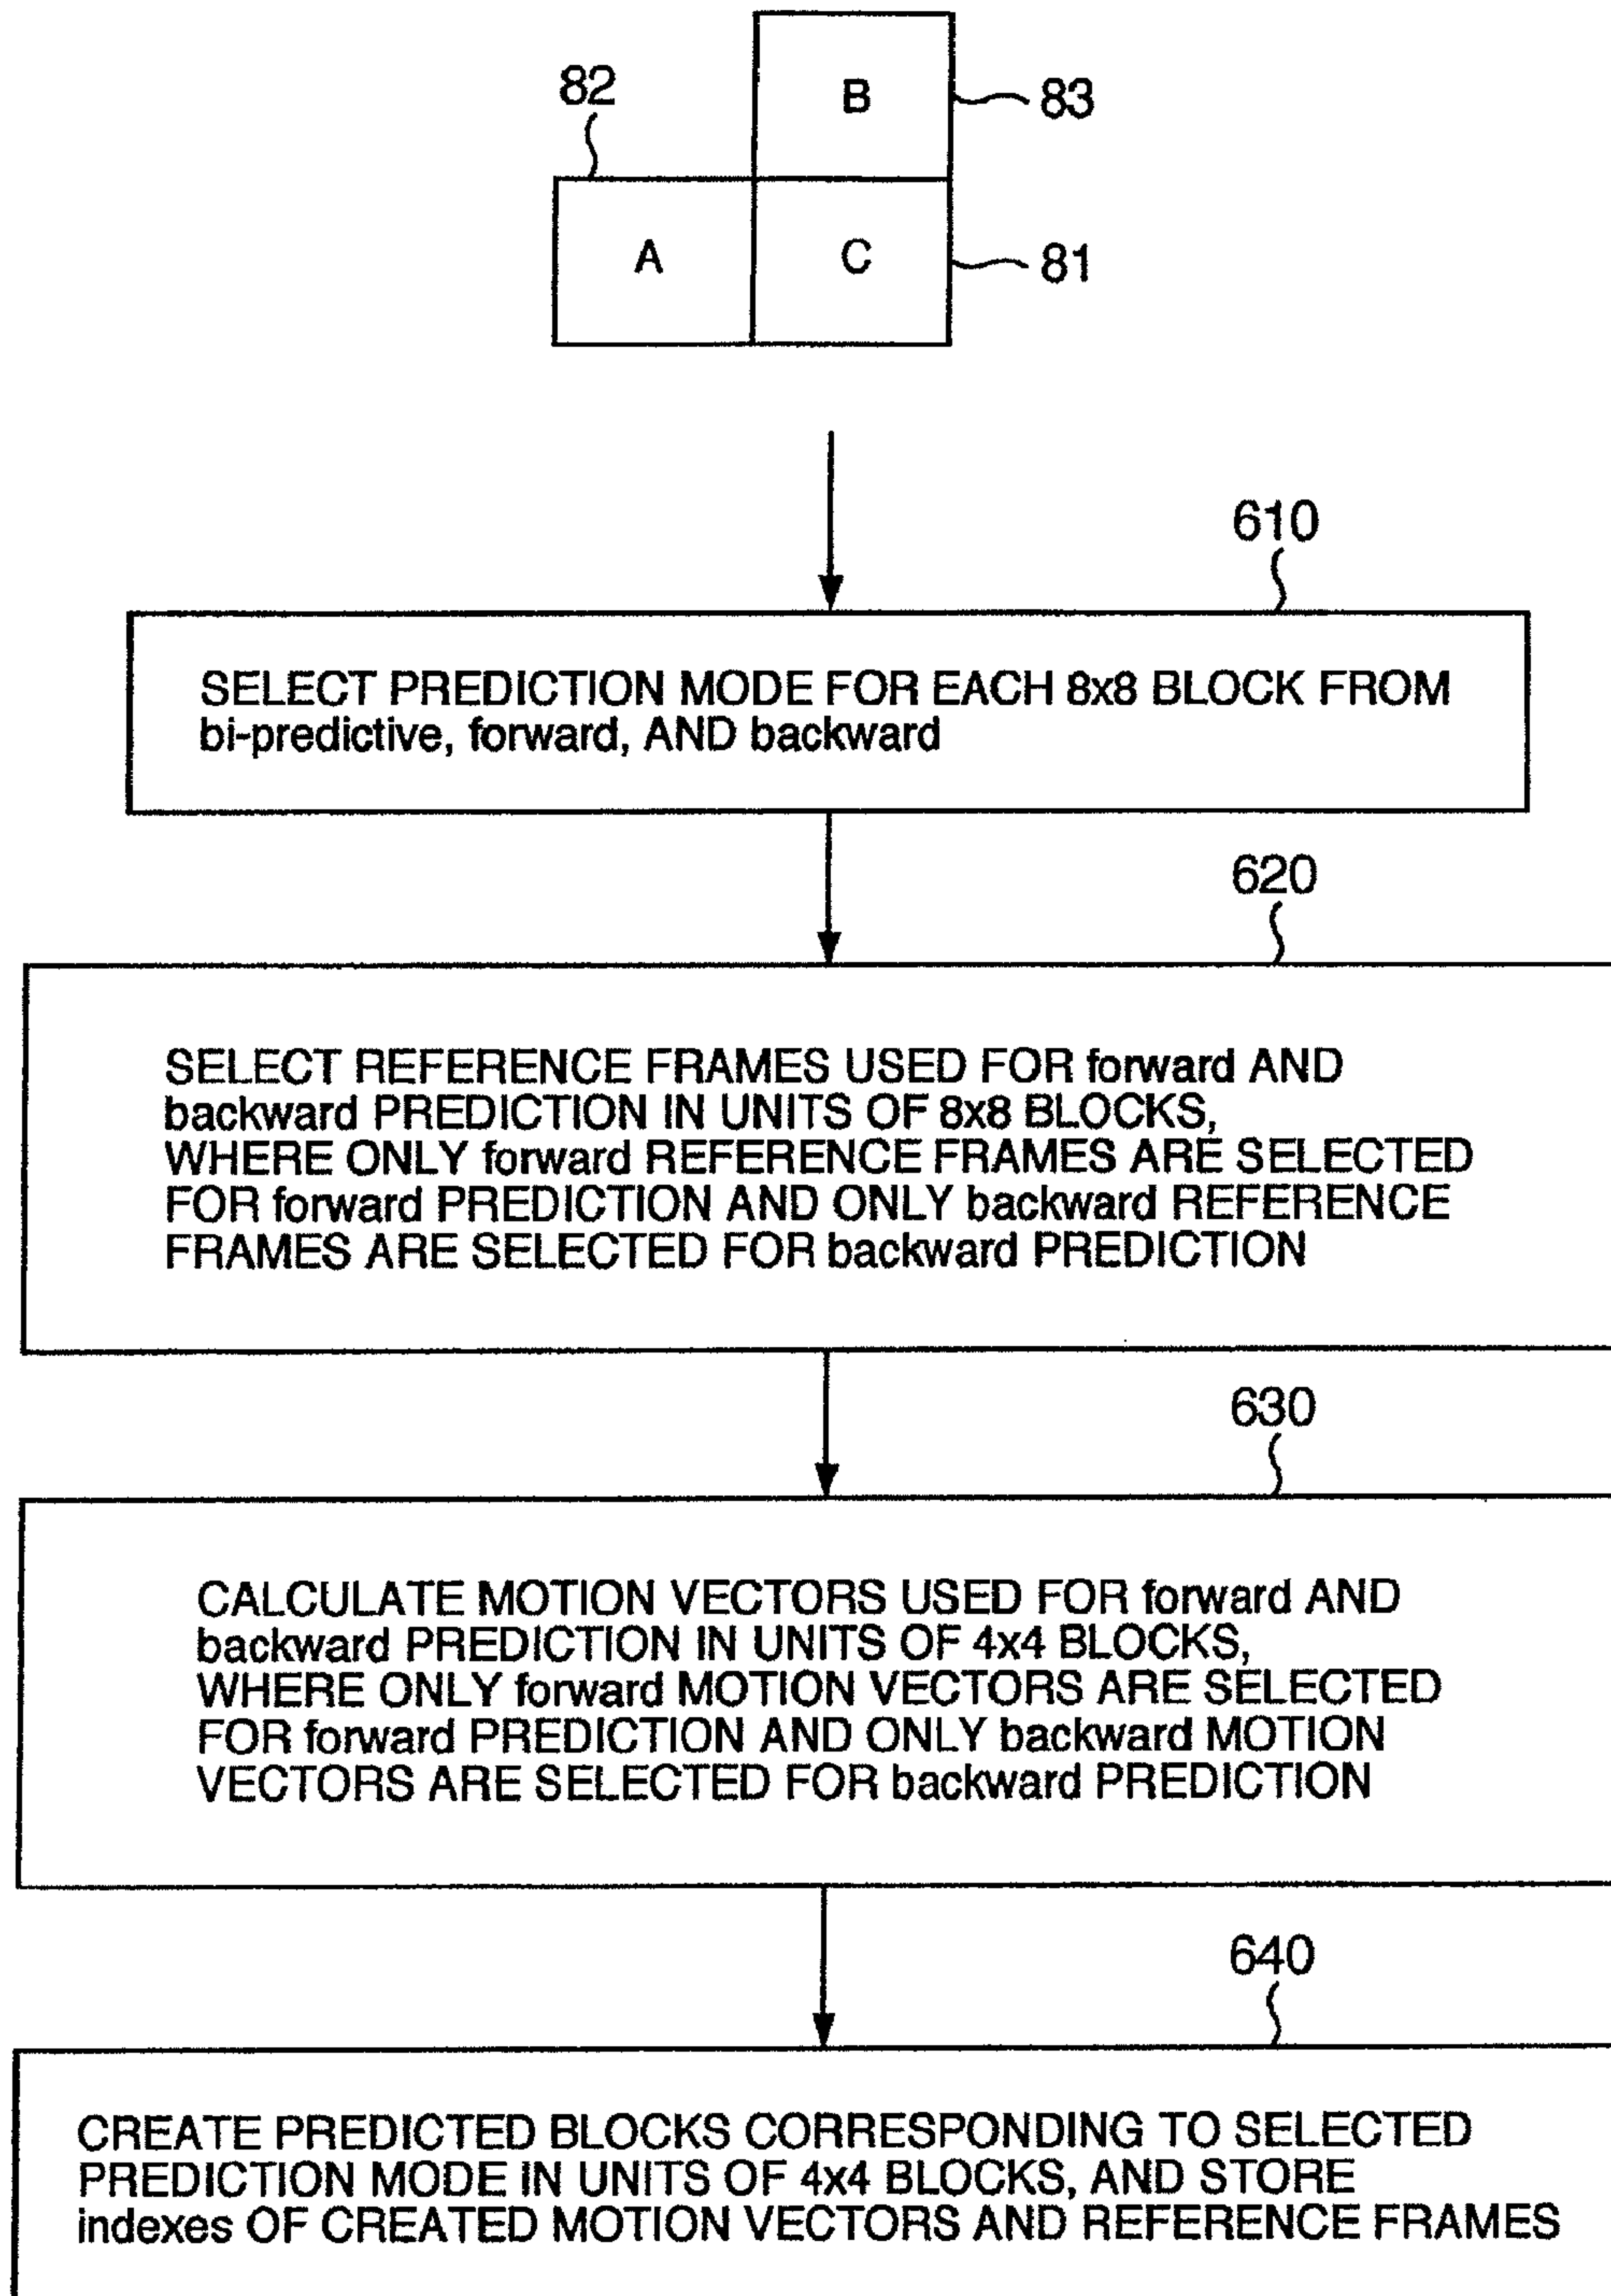 82
B
83
A
C
81
610
SELECT PREDICTION MODE FOR EACH 8x8 BLOCK FROM
bi-predictive, forward, AND backward
620
SELECT REFERENCE FRAMES USED FOR forward AND
backward PREDICTION IN UNITS OF 8x8 BLOCKS,
WHERE ONLY forward REFERENCE FRAMES ARE SELECTED
FOR forward PREDICTION AND ONLY backward REFERENCE
FRAMES ARE SELECTED FOR backward PREDICTION
630
CALCULATE MOTION VECTORS USED FOR forward AND
backward PREDICTION IN UNITS OF 4x4 BLOCKS,
WHERE ONLY forward MOTION VECTORS ARE SELECTED
FOR forward PREDICTION AND ONLY backward MOTION
VECTORS ARE SELECTED FOR backward PREDICTION
640
CREATE PREDICTED BLOCKS CORRESPONDING TO SELECTED
PREDICTION MODE IN UNITS OF 4x4 BLOCKS, AND STORE
indexes OF CREATED MOTION VECTORS AND REFERENCE FRAMES